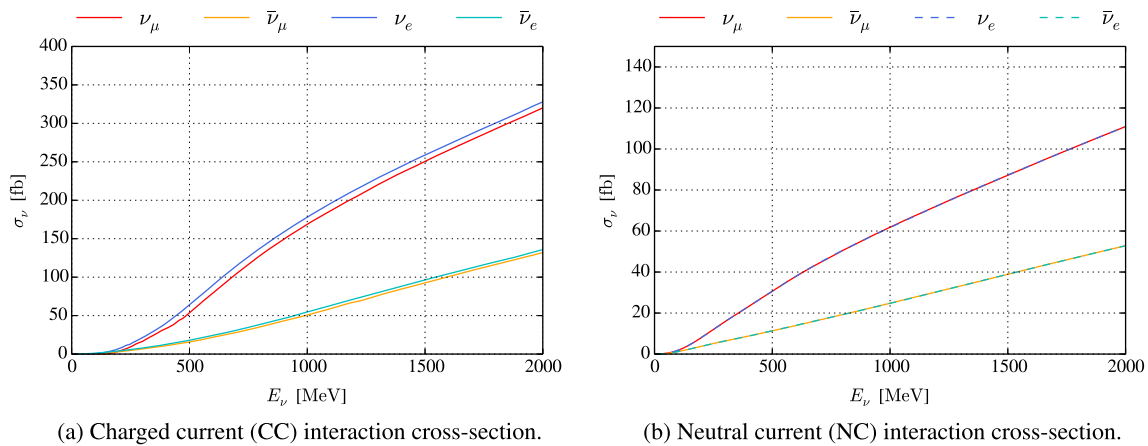 ν_μ ν̄_μ ν_e ν̄_e
400
350
300
250
200
150
100
50
0
σ_ν [fb]
0 500 1000 1500 2000
E_ν [MeV]
(a) Charged current (CC) interaction cross-section.
ν_μ ν̄_μ ν_e ν̄_e
140
120
100
80
60
40
20
0
σ_ν [fb]
0 500 1000 1500 2000
E_ν [MeV]
(b) Neutral current (NC) interaction cross-section.